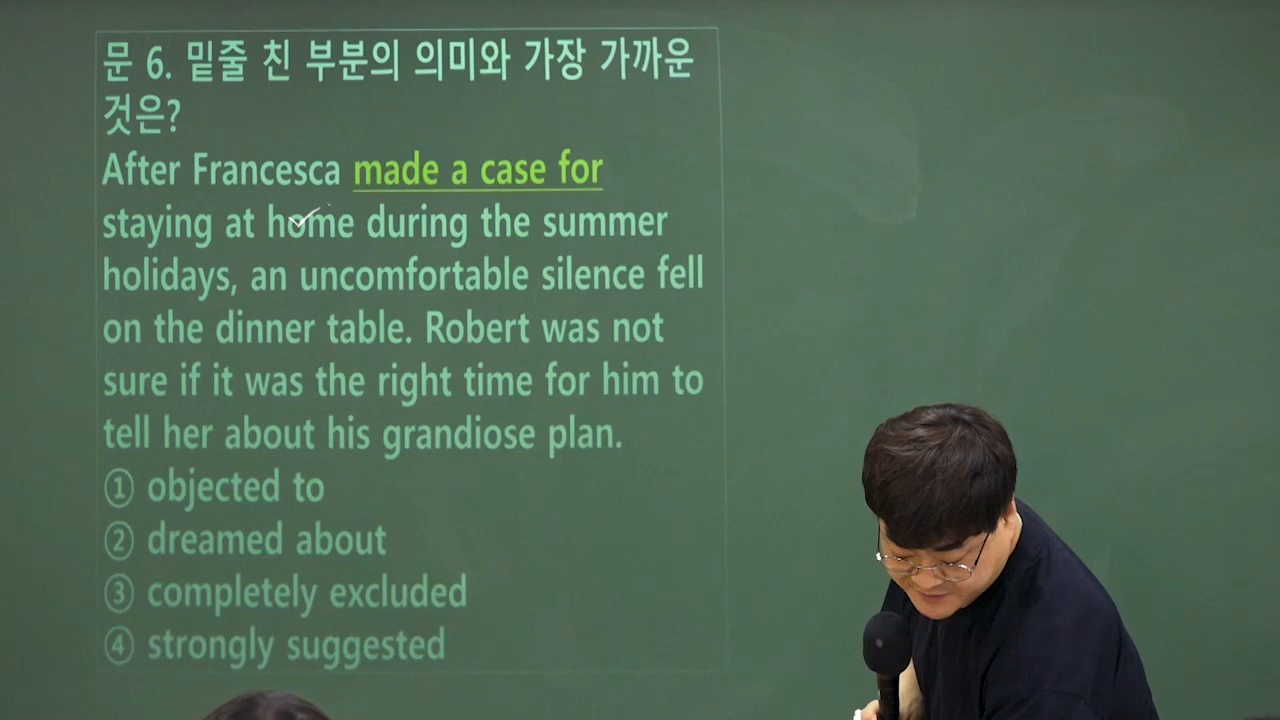 문 6. 밑줄 친 부분의 의미와 가장 가까운
것은?
After Francesca made a case for
staying at home during the summer
holidays, an uncomfortable silence fell
on the dinner table. Robert was not
sure if it was the right time for him to
tell her about his grandiose plan.
① objected to
② dreamed about
③ completely excluded
④ strongly suggested